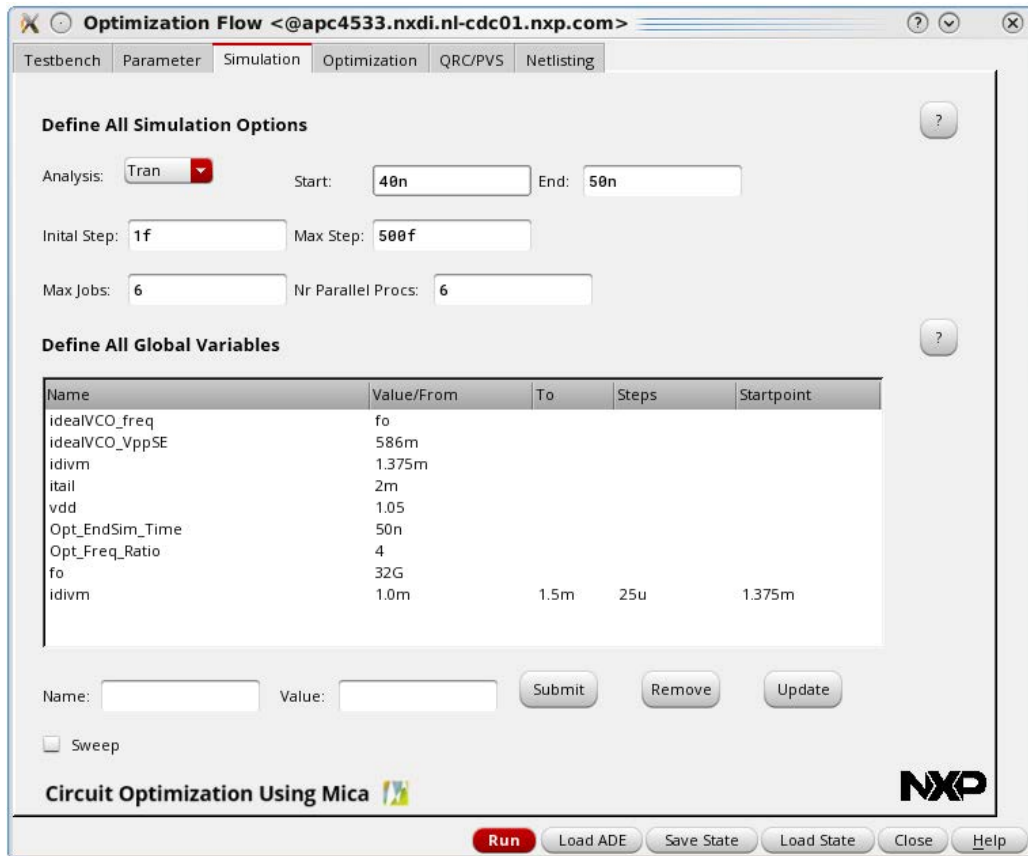 Optimization Flow <@apc4533.nxdi.nl-cdc01.nxp.com>
Testbench Parameter Simulation Optimization QRC/PVS Netlisting
Define All Simulation Options ?
Analysis: Tran Start: 40n End: 50n
Inital Step: 1f Max Step: 500f
Max Jobs: 6 Nr Parallel Procs: 6
Define All Global Variables ?
Name Value/From To Steps Startpoint
idealVCO_freq fo
idealVCO_VppSE 586m
idivm 1.375m
itail 2m
vdd 1.05
Opt_EndSim_Time 50n
Opt_Freq_Ratio 4
fo 32G
idivm 1.0m 1.5m 25u 1.375m
Name: Value: Submit Remove Update
Sweep
Circuit Optimization Using Mica NXP
Run Load ADE Save State Load State Close Help